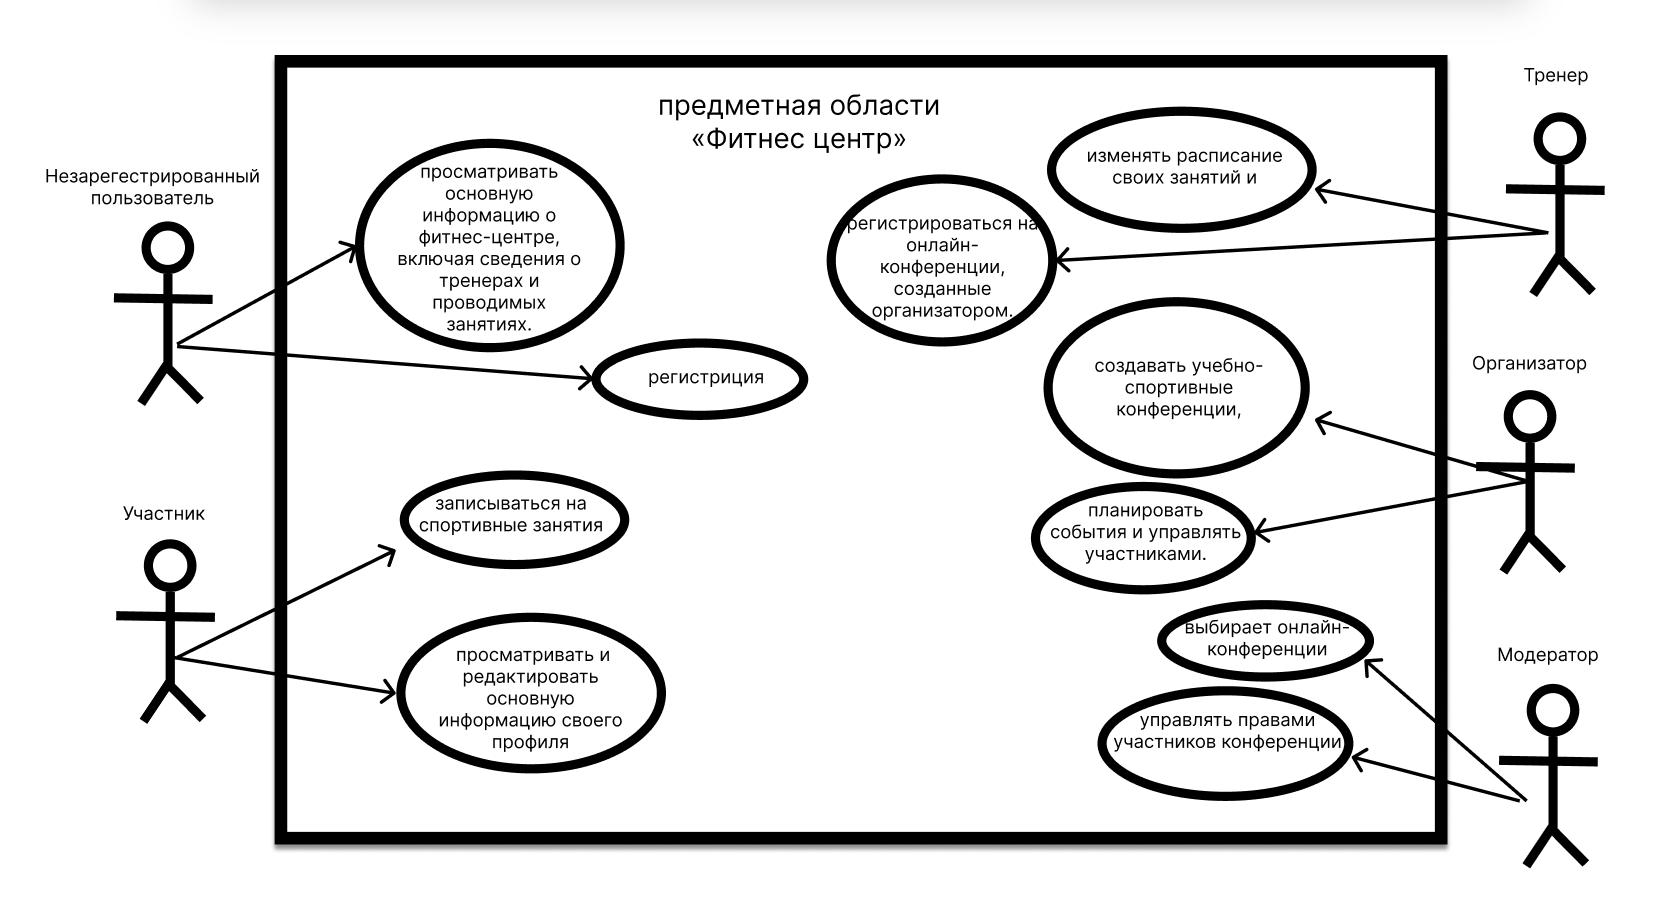 предметная области
«Фитнес центр»
Незарегестрированный
пользователь
просматривать
основную
информацию о
фитнес-центре,
включая сведения о
тренерах и
проводимых
занятиях.
регистриция
Участник
записываться на
спортивные занятия
просматривать и
редактировать
основную
информацию своего
профиля
Тренер
изменять расписание
своих занятий и
регистрироваться на
онлайн-
конференции,
созданные
организатором.
Организатор
создавать учебно-
спортивные
конференции,
планировать
события и управлять
участниками.
Модератор
выбирает онлайн-
конференции
управлять правами
участников конференции